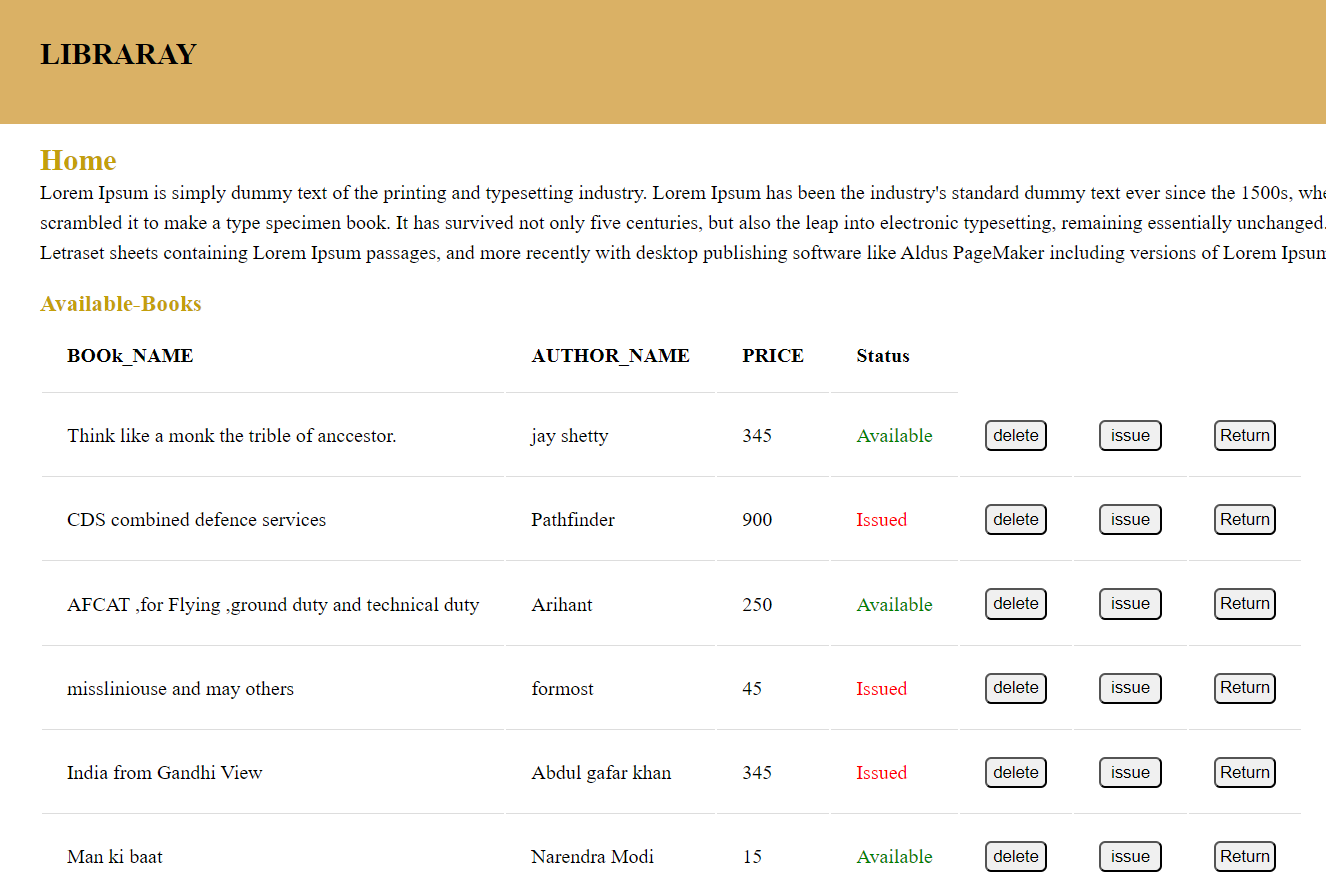 LIBRARAY
Home
Lorem Ipsum is simply dummy text of the printing and typesetting industry. Lorem Ipsum has been the industry's standard dummy text ever since the 1500s,
scrambled it to make a type specimen book. It has survived not only five centuries, but also the leap into electronic typesetting, remaining essentially unchanged.
Letraset sheets containing Lorem Ipsum passages, and more recently with desktop publishing software like Aldus PageMaker including versions of Lorem Ipsum
Available-Books
BOOk_NAME AUTHOR_NAME PRICE Status
Think like a monk the trible of anccestor. jay shetty 345 Available delete issue Return
CDS combined defence services Pathfinder 900 Issued delete issue Return
AFCAT ,for Flying ,ground duty and technical duty Arihant 250 Available delete issue Return
missliniouse and may others formost 45 Issued delete issue Return
India from Gandhi View Abdul gafar khan 345 Issued delete issue Return
Man ki baat Narendra Modi 15 Available delete issue Return